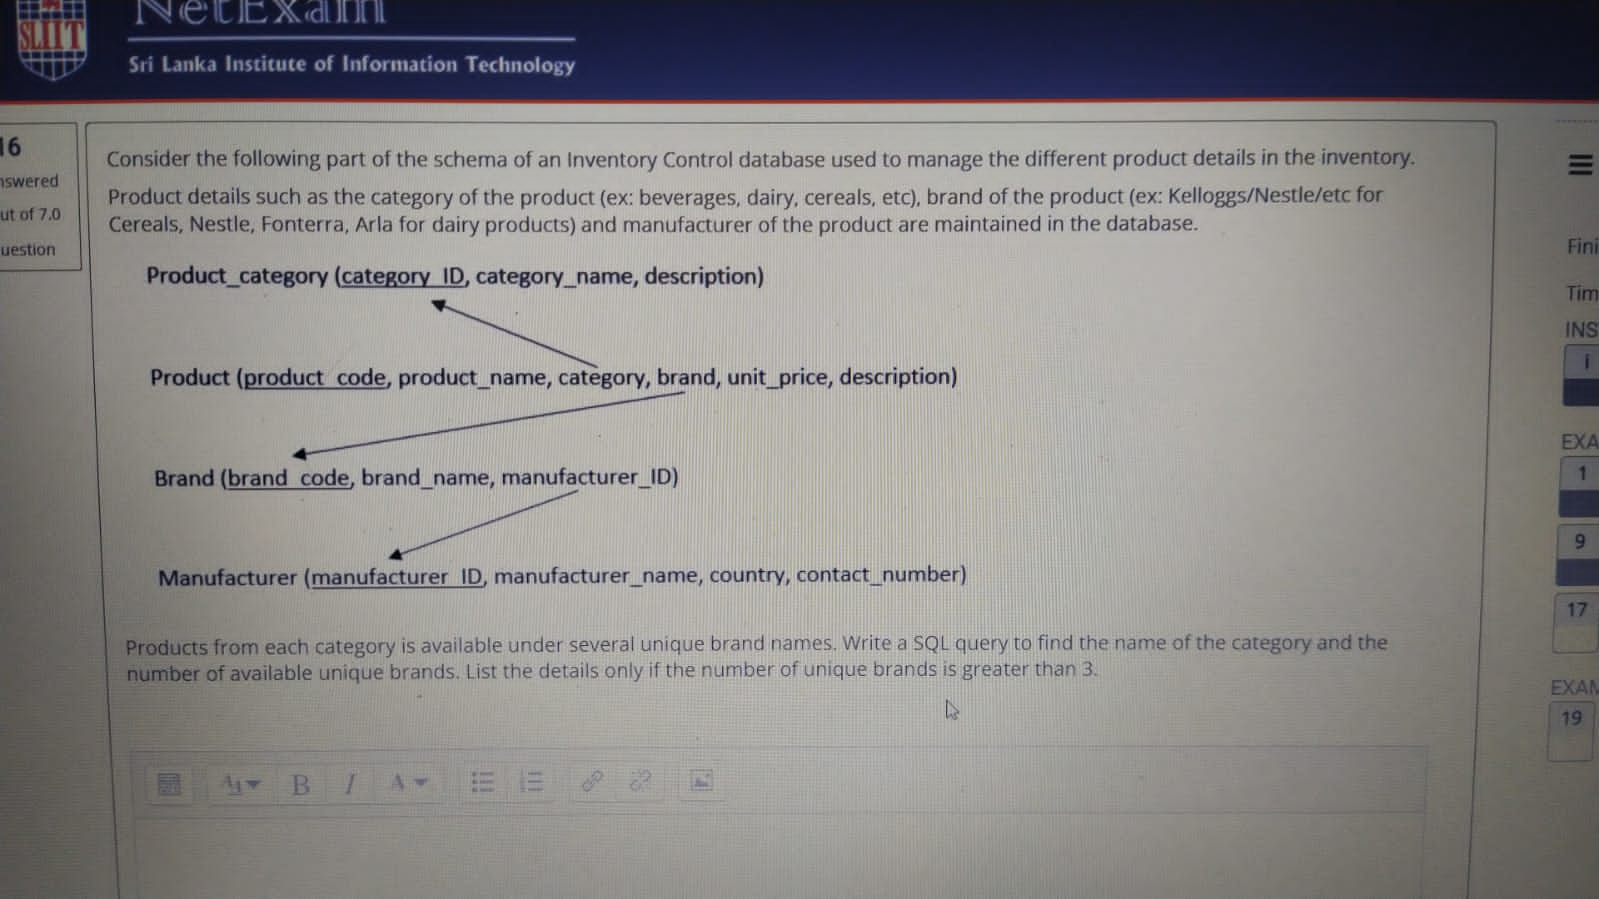 NetExam
SLIIT
Sri Lanka Institute of Information Technology
16
nswered
ut of 7.0
uestion
Consider the following part of the schema of an Inventory Control database used to manage the different product details in the inventory.
Product details such as the category of the product (ex: beverages, dairy, cereals, etc), brand of the product (ex: Kelloggs/Nestle/etc for
Cereals, Nestle, Fonterra, Arla for dairy products) and manufacturer of the product are maintained in the database.
Product_category (category_ID, category_name, description)
Product (product_code, product_name, category, brand, unit_price, description)
Brand (brand_code, brand_name, manufacturer_ID)
Manufacturer (manufacturer_ID, manufacturer_name, country, contact_number)
Products from each category is available under several unique brand names. Write a SQL query to find the name of the category and the
number of available unique brands. List the details only if the number of unique brands is greater than 3.
B I A
Fini
Tim
INS
i
EXA
1
9
17
EXAM
19